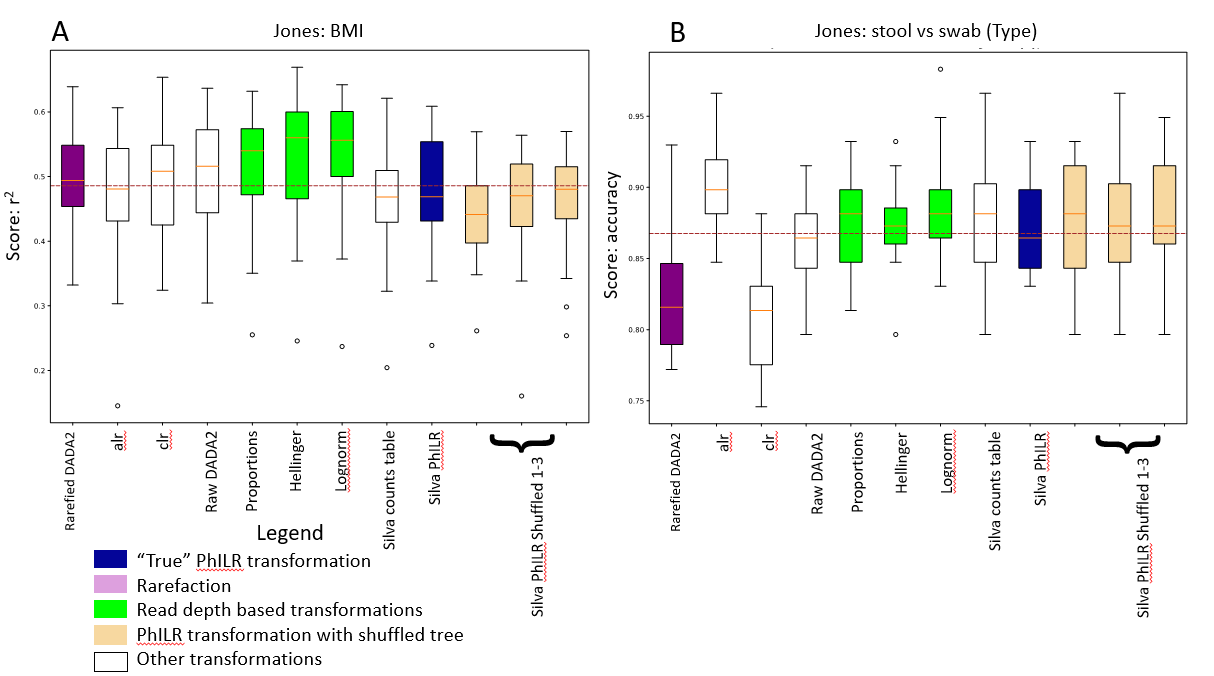 A
Jones: BMI
Score: r²
0.6
0.5
0.4
0.3
0.2
Rarefied DADA2
alr
clr
Raw DADA2
Proportions
Hellinger
Lognorm
Silva counts table
Silva PhILR
Silva PhILR Shuffled 1-3
B
Jones: stool vs swab (Type)
Score: accuracy
0.95
0.90
0.85
0.80
0.75
Rarefied DADA2
alr
clr
Raw DADA2
Proportions
Hellinger
Lognorm
Silva counts table
Silva PhILR
Silva PhILR Shuffled 1-3
Legend
“True” PhILR transformation
Rarefaction
Read depth based transformations
PhILR transformation with shuffled tree
Other transformations